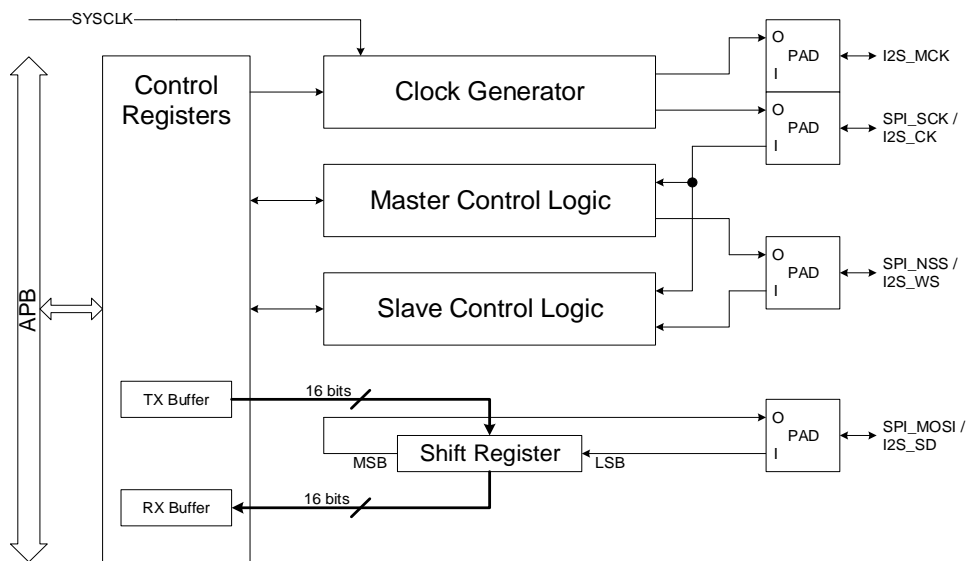 SYSCLK
O
PAD
I
I2S_MCK
Control
Registers
Clock Generator
O
PAD
I
SPI_SCK /
I2S_CK
Master Control Logic
O
PAD
I
SPI_NSS /
I2S_WS
APB
Slave Control Logic
TX Buffer
16 bits
O
PAD
I
SPI_MOSI /
I2S_SD
MSB
Shift Register
LSB
RX Buffer
16 bits